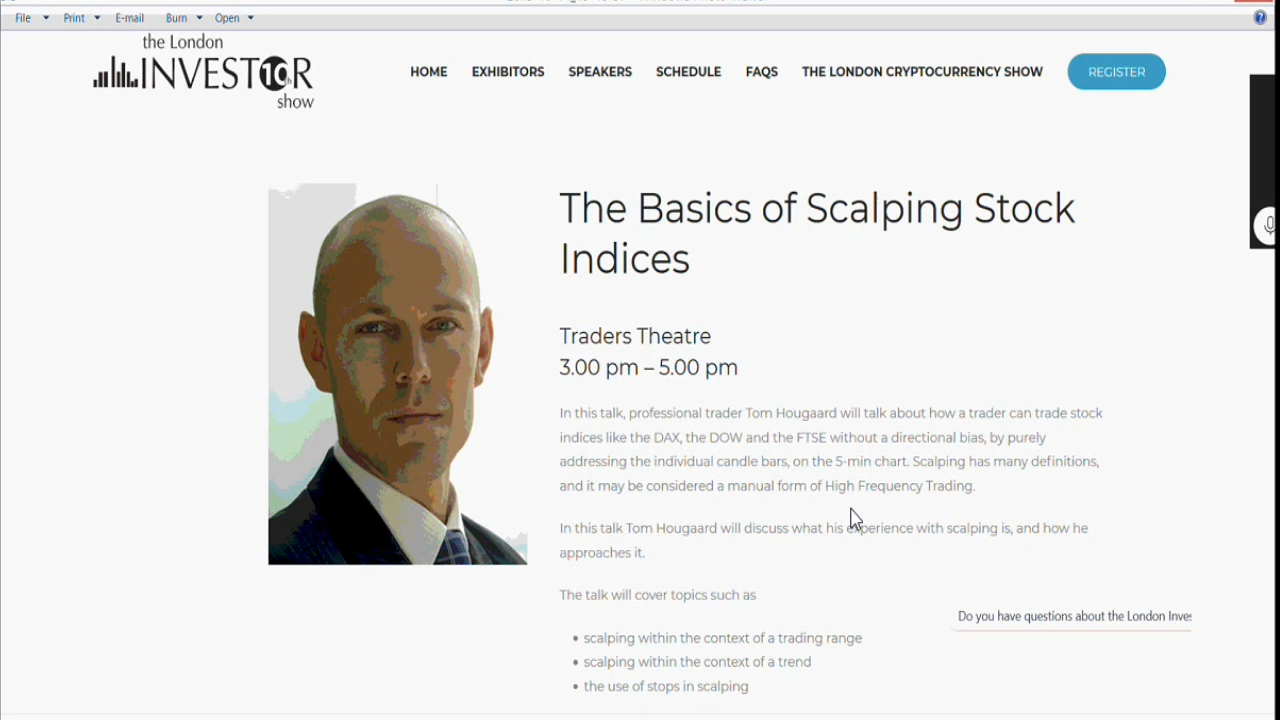 File Print E-mail Burn Open
the London
INVEST10thR
show
HOME EXHIBITORS SPEAKERS SCHEDULE FAQS THE LONDON CRYPTOCURRENCY SHOW REGISTER
The Basics of Scalping Stock
Indices
Traders Theatre
3.00 pm – 5.00 pm
In this talk, professional trader Tom Hougaard will talk about how a trader can trade stock
indices like the DAX, the DOW and the FTSE without a directional bias, by purely
addressing the individual candle bars, on the 5-min chart. Scalping has many definitions,
and it may be considered a manual form of High Frequency Trading.
In this talk Tom Hougaard will discuss what his experience with scalping is, and how he
approaches it.
The talk will cover topics such as
Do you have questions about the London Inves
• scalping within the context of a trading range
• scalping within the context of a trend
• the use of stops in scalping